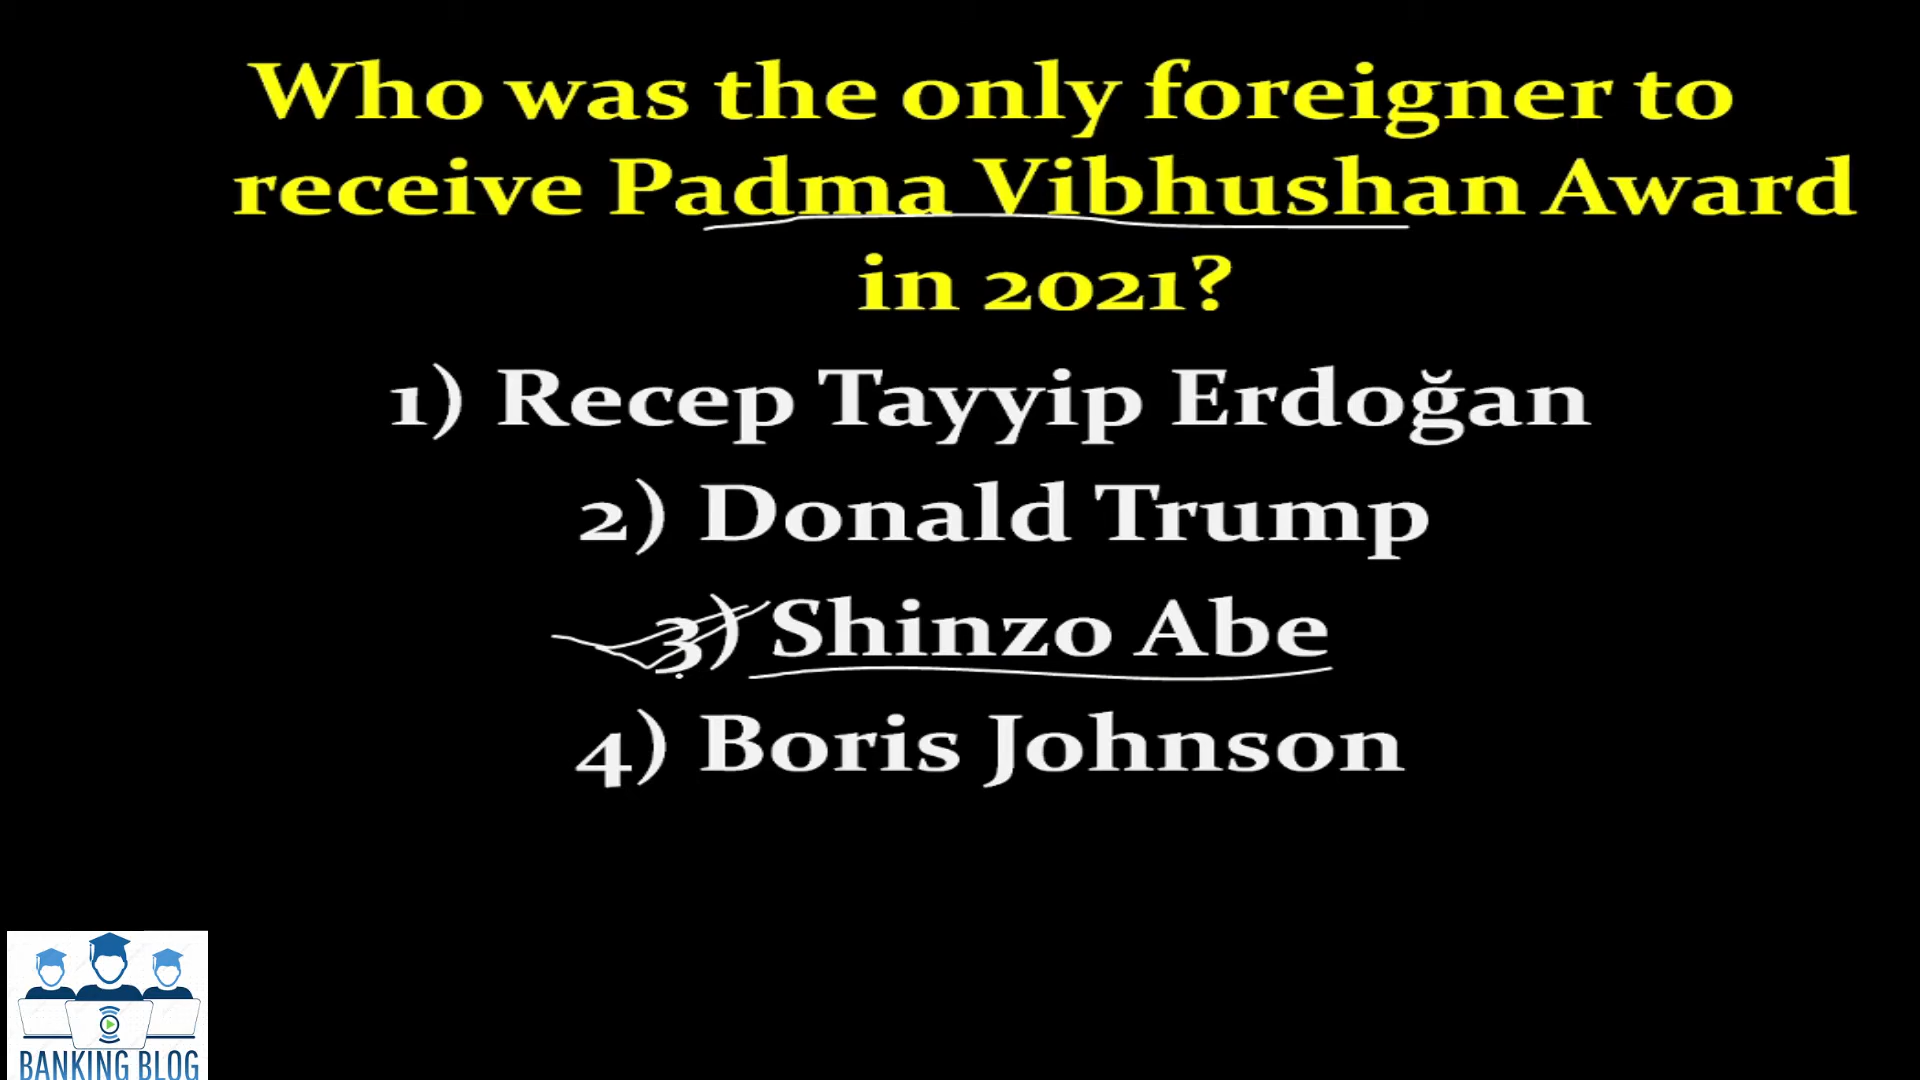 Who was the only foreigner to
receive Padma Vibhushan Award
in 2021?
1) Recep Tayyip Erdoğan
2) Donald Trump
3) Shinzo Abe
4) Boris Johnson
BANKING BLOG